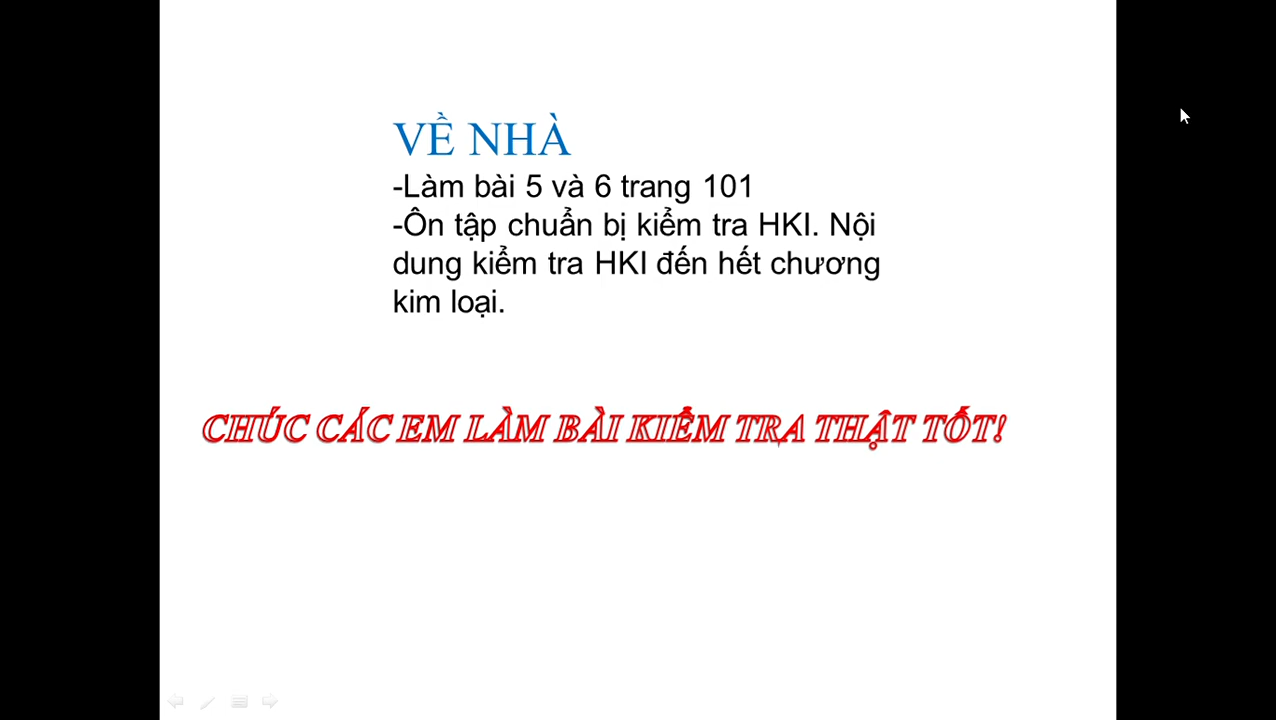 VỀ NHÀ
-Làm bài 5 và 6 trang 101
-Ôn tập chuẩn bị kiểm tra HKI. Nội
dung kiểm tra HKI đến hết chương
kim loại.
CHÚC CÁC EM LÀM BÀI KIỂM TRA THẬT TỐT!